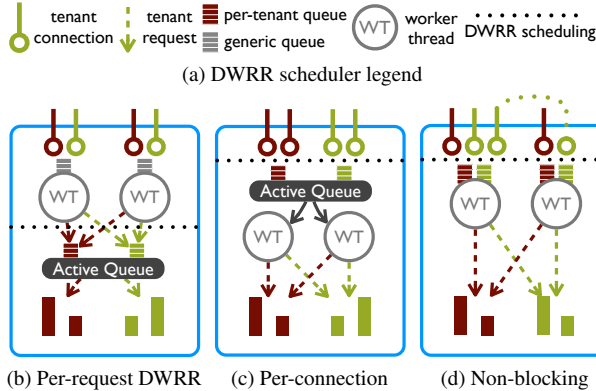 tenant connection
tenant request
per-tenant queue
generic queue
WT
worker thread
DWRR scheduling
(a) DWRR scheduler legend
WT WT
Active Queue
(b) Per-request DWRR
Active Queue
WT WT
(c) Per-connection
WT WT
(d) Non-blocking